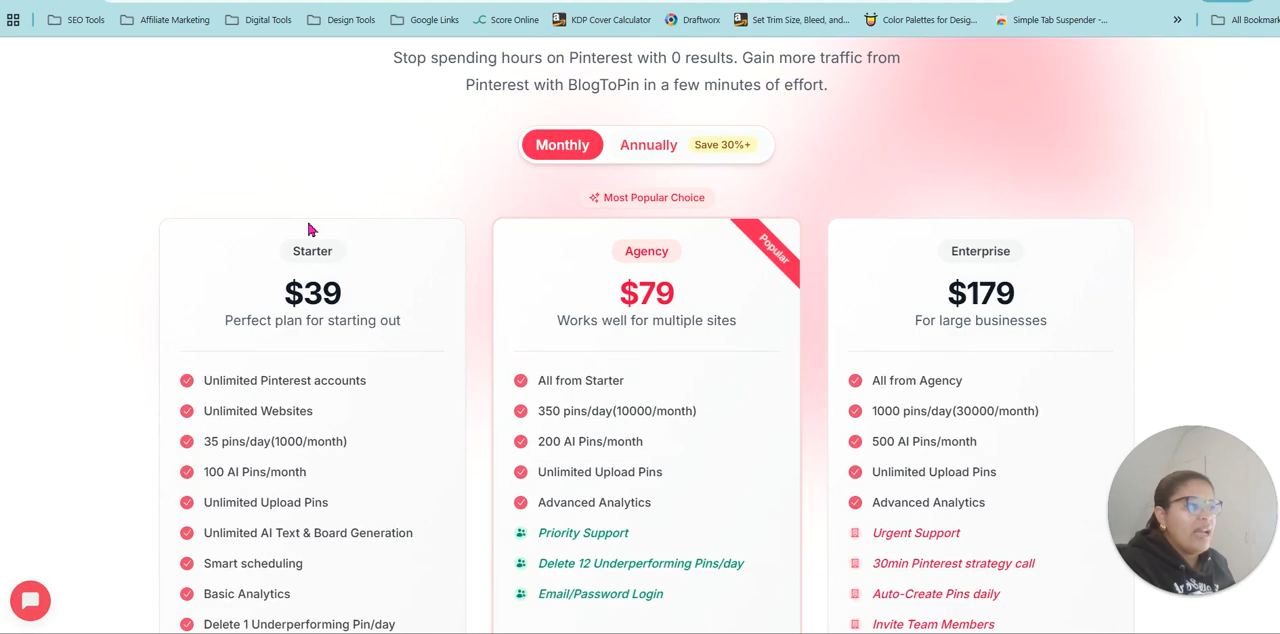 SEO Tools
Affiliate Marketing
Digital Tools
Design Tools
Google Links
Score Online
KDP Cover Calculator
Draftworx
Set Trim Size, Bleed, and...
Color Palettes for Desig...
Simple Tab Suspender -...
»
All Bookmar
Stop spending hours on Pinterest with 0 results. Gain more traffic from
Pinterest with BlogToPin in a few minutes of effort.
Monthly
Annually
Save 30%+
Most Popular Choice
Starter
$39
Perfect plan for starting out
Unlimited Pinterest accounts
Unlimited Websites
35 pins/day(1000/month)
100 AI Pins/month
Unlimited Upload Pins
Unlimited AI Text & Board Generation
Smart scheduling
Basic Analytics
Delete 1 Underperforming Pin/day
Popular
Agency
$79
Works well for multiple sites
All from Starter
350 pins/day(10000/month)
200 AI Pins/month
Unlimited Upload Pins
Advanced Analytics
Priority Support
Delete 12 Underperforming Pins/day
Email/Password Login
Enterprise
$179
For large businesses
All from Agency
1000 pins/day(30000/month)
500 AI Pins/month
Unlimited Upload Pins
Advanced Analytics
Urgent Support
30min Pinterest strategy call
Auto-Create Pins daily
Invite Team Members